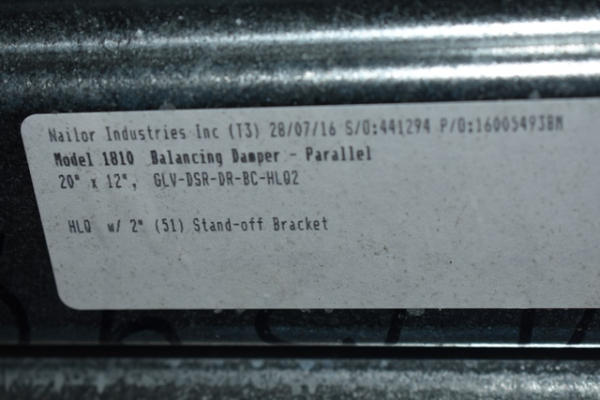 Nailor Industries Inc (T3) 28/07/16 S/O:441294 P/O:160054938M
Model 1810 Balancing Damper - Parallel
20" x 12", GLV-DSR-DR-BC-HLQ2
HLQ w/ 2" (51) Stand-off Bracket